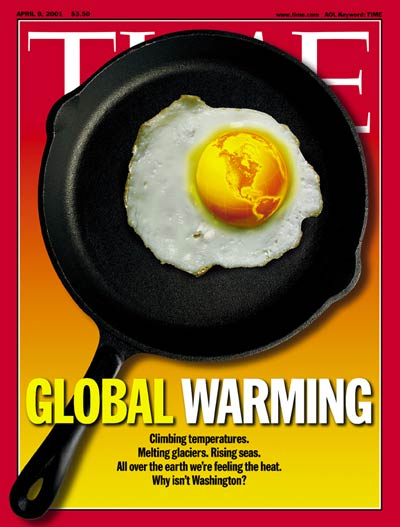 APRIL 9, 2001 $3.50 www.time.com AOL Keyword: TIME
TIME
GLOBAL WARMING
Climbing temperatures.
Melting glaciers. Rising seas.
All over the earth we're feeling the heat.
Why isn't Washington?